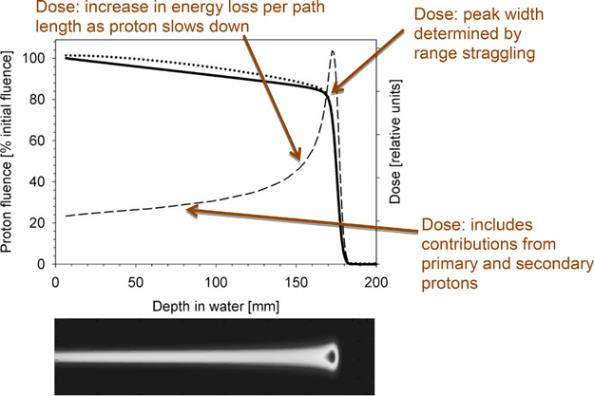 Dose: increase in energy loss per path
length as proton slows down
Dose: peak width
determined by
range straggling
Proton fluence [% initial fluence]
100
80
60
40
20
0
Dose [relative units]
Dose: includes
contributions from
primary and secondary
protons
0
50
100
150
200
Depth in water [mm]